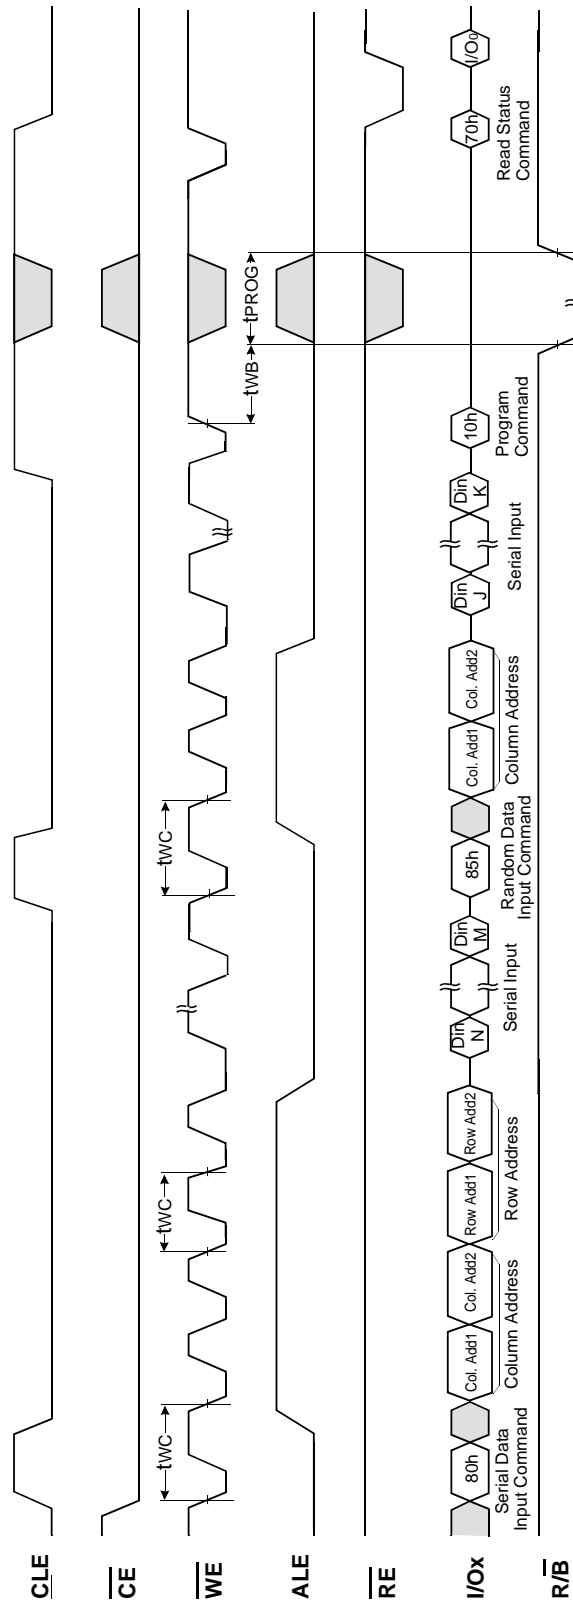 CLE
CE
WE
tWC
tWC
tWC
tWB
tPROG
ALE
RE
I/Ox
80h
Col. Add1
Col. Add2
Row Add1
Row Add2
Din
N
Din
M
85h
Col. Add1
Col. Add2
Din
J
Din
K
10h
70h
I/O0
Serial Data
Input Command
Column Address
Row Address
Serial Input
Random Data
Input Command
Column Address
Serial Input
Program
Command
Read Status
Command
R/B